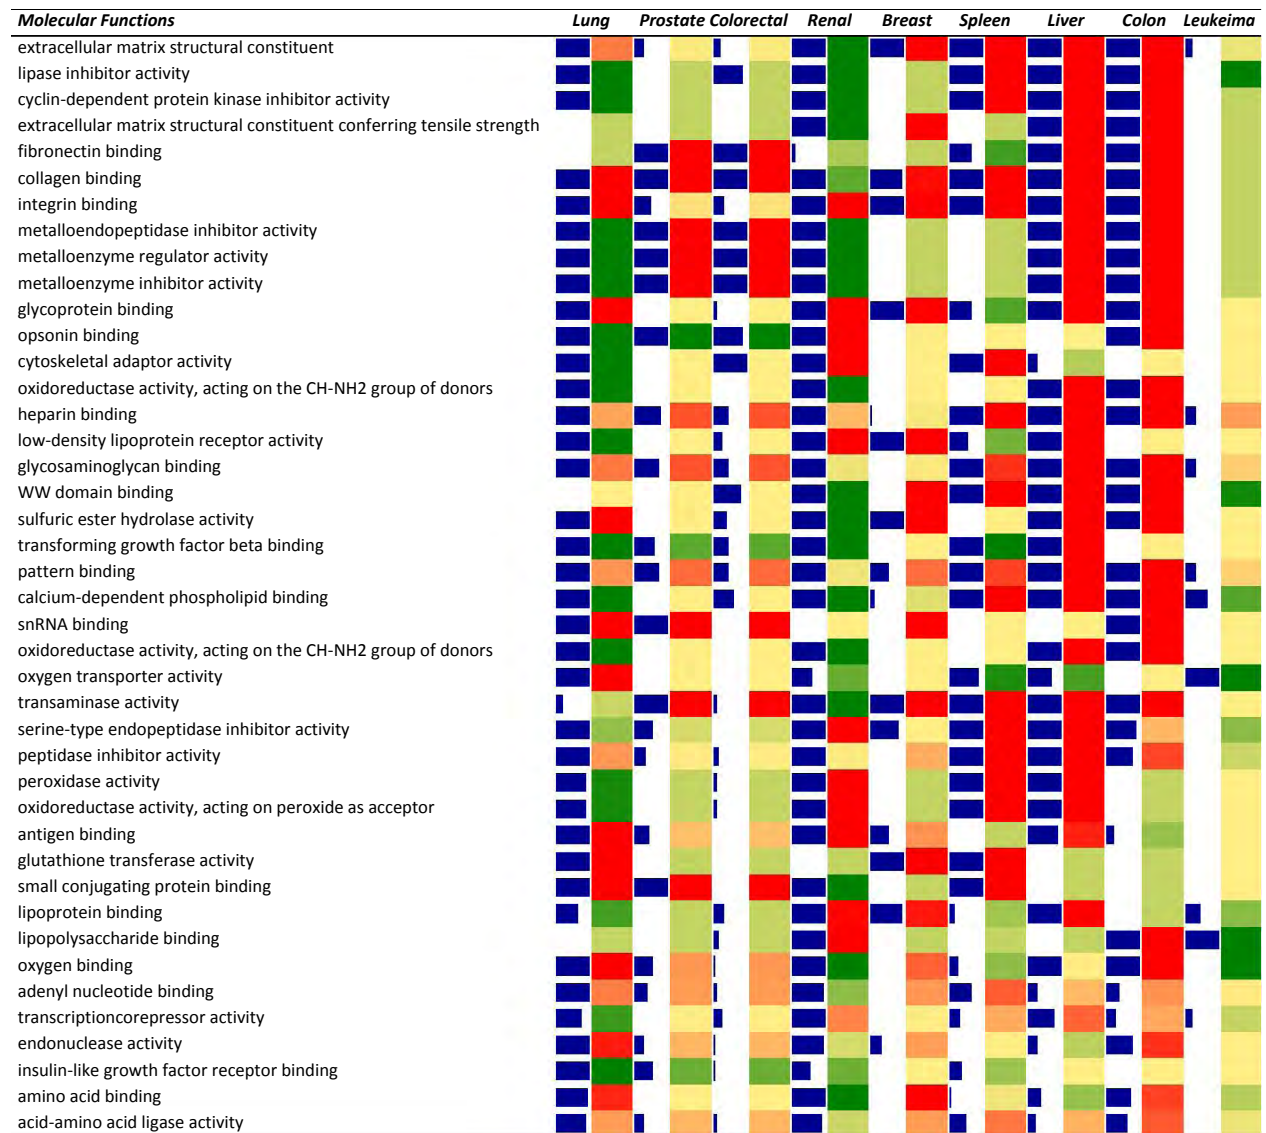 Molecular Functions Lung Prostate Colorectal Renal Breast Spleen Liver Colon Leukeima
extracellular matrix structural constituent
lipase inhibitor activity
cyclin-dependent protein kinase inhibitor activity
extracellular matrix structural constituent conferring tensile strength
fibronectin binding
collagen binding
integrin binding
metalloendopeptidase inhibitor activity
metalloenzyme regulator activity
metalloenzyme inhibitor activity
glycoprotein binding
opsonin binding
cytoskeletal adaptor activity
oxidoreductase activity, acting on the CH-NH2 group of donors
heparin binding
low-density lipoprotein receptor activity
glycosaminoglycan binding
WW domain binding
sulfuric ester hydrolase activity
transforming growth factor beta binding
pattern binding
calcium-dependent phospholipid binding
snRNA binding
oxidoreductase activity, acting on the CH-NH2 group of donors
oxygen transporter activity
transaminase activity
serine-type endopeptidase inhibitor activity
peptidase inhibitor activity
peroxidase activity
oxidoreductase activity, acting on peroxide as acceptor
antigen binding
glutathione transferase activity
small conjugating protein binding
lipoprotein binding
lipopolysaccharide binding
oxygen binding
adenyl nucleotide binding
transcriptioncorepressor activity
endonuclease activity
insulin-like growth factor receptor binding
amino acid binding
acid-amino acid ligase activity